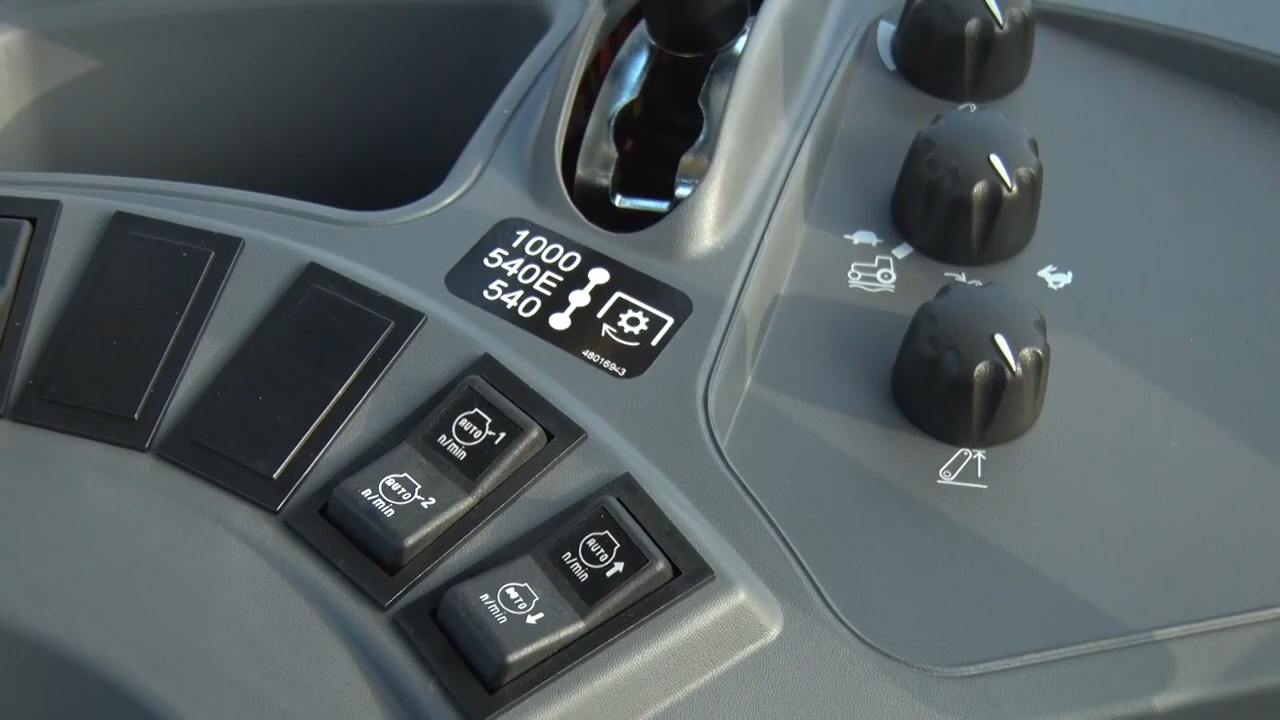 1000
540E
540
48016943
AUTO 1
n/min
AUTO 2
n/min
AUTO
n/min
AUTO
n/min